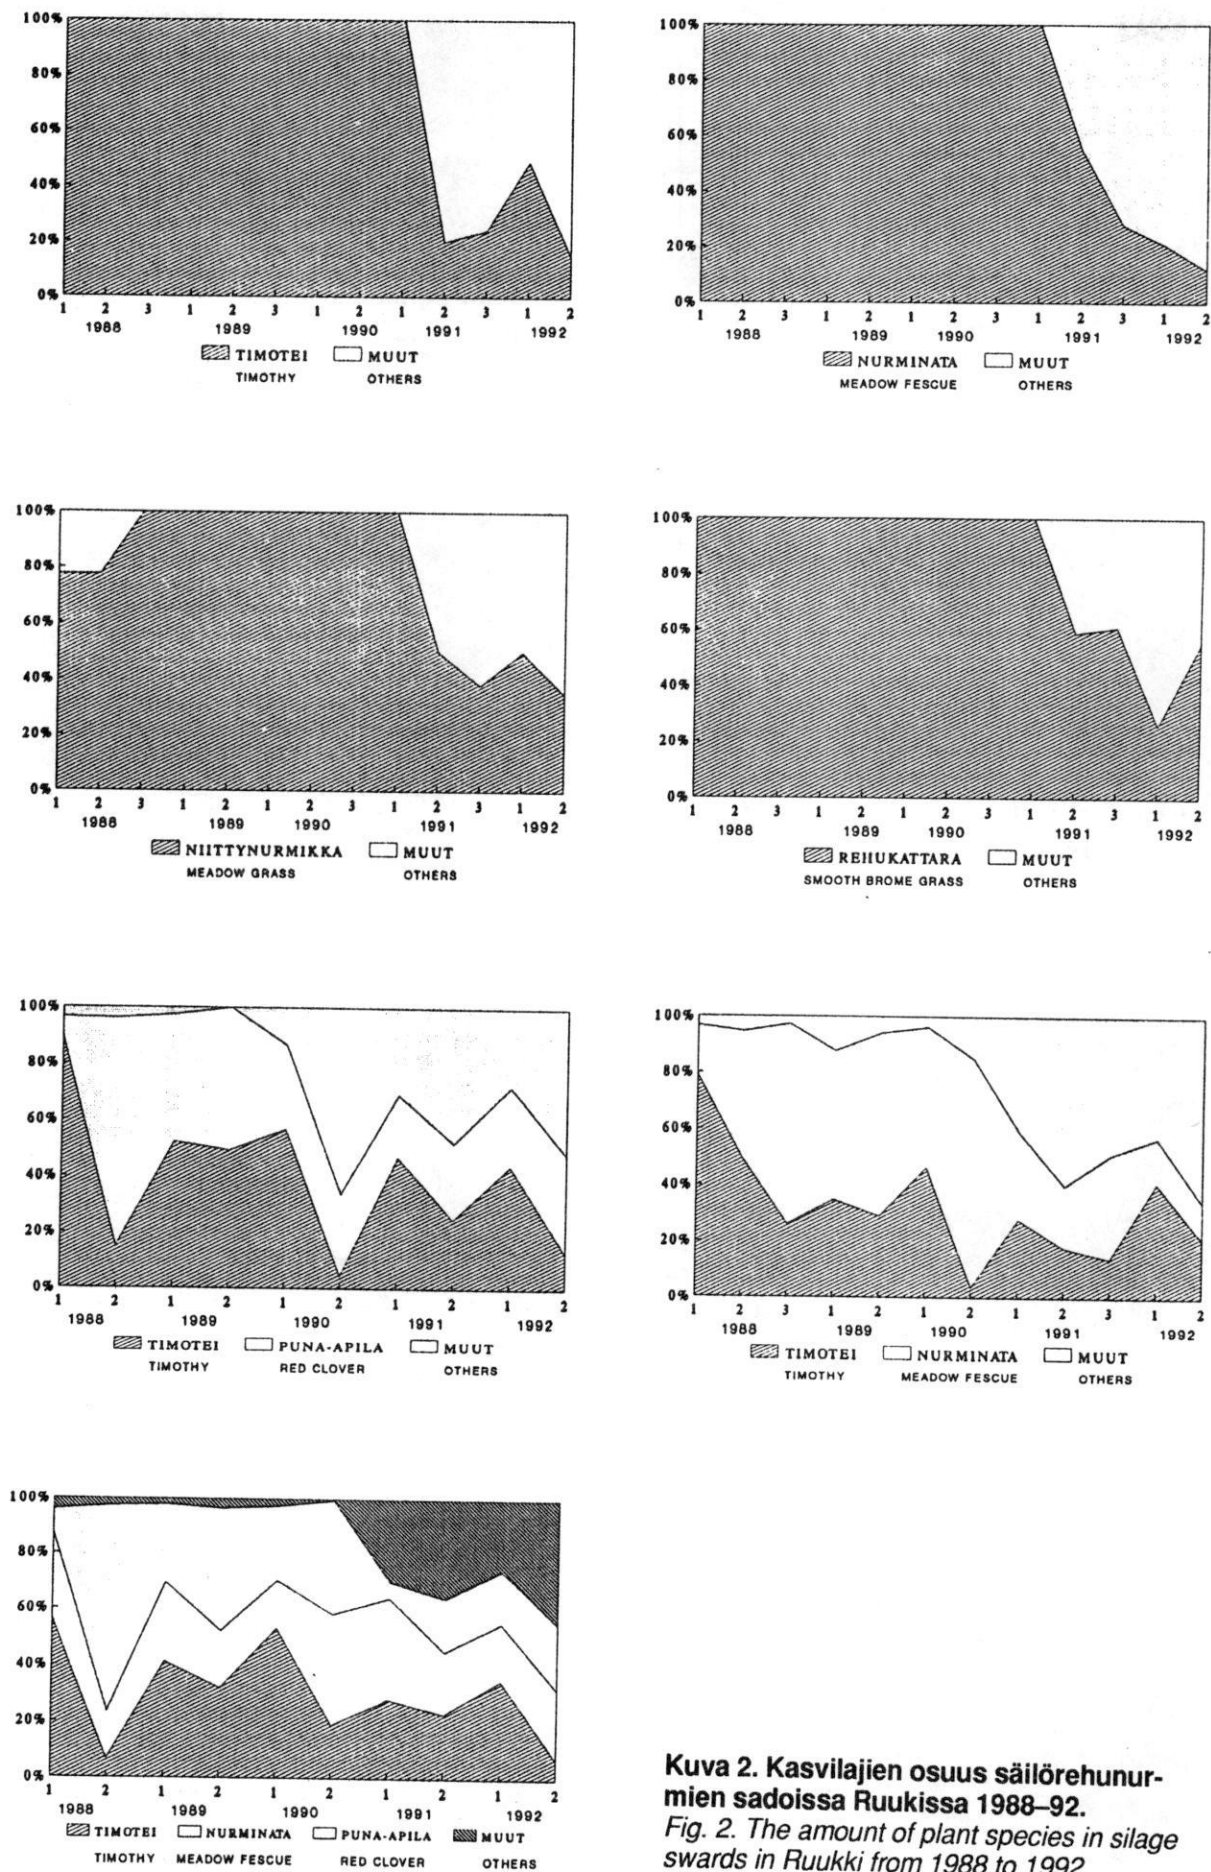 100%
80%
60%
40%
20%
0%
1 2 3 1 2 3 1 2 1 2 3 1 2
1988 1989 1990 1991 1992
TIMOTEI MUUT
TIMOTHY OTHERS
100%
80%
60%
40%
20%
0%
1 2 3 1 2 3 1 2 3 1 2 3 1 2
1988 1989 1990 1991 1992
NURMINATA MUUT
MEADOW FESCUE OTHERS
100%
80%
60%
40%
20%
0%
1 2 3 1 2 1 2 3 1 2 3 1 2
1988 1989 1990 1991 1992
NIITTYNURMIKKA MUUT
MEADOW GRASS OTHERS
100%
80%
60%
40%
20%
0%
1 2 3 1 2 1 2 3 1 2 3 1 2
1988 1989 1990 1991 1992
REHUKATTARA MUUT
SMOOTH BROME GRASS OTHERS
100%
80%
60%
40%
20%
0%
1 2 1 2 1 2 1 2 1 2
1988 1989 1990 1991 1992
TIMOTEI PUNA-APILA MUUT
TIMOTHY RED CLOVER OTHERS
100%
80%
60%
40%
20%
0%
1 2 3 1 2 1 2 1 2 3 1 2
1988 1989 1990 1991 1992
TIMOTEI NURMINATA MUUT
TIMOTHY MEADOW FESCUE OTHERS
100%
80%
60%
40%
20%
0%
1 2 1 2 1 2 1 2 1 2
1988 1989 1990 1991 1992
TIMOTEI NURMINATA PUNA-APILA MUUT
TIMOTHY MEADOW FESCUE RED CLOVER OTHERS
Kuva 2. Kasvilajien osuus säilörehunur-
mien sadoissa Ruukissa 1988–92.
Fig. 2. The amount of plant species in silage
swards in Ruukki from 1988 to 1992